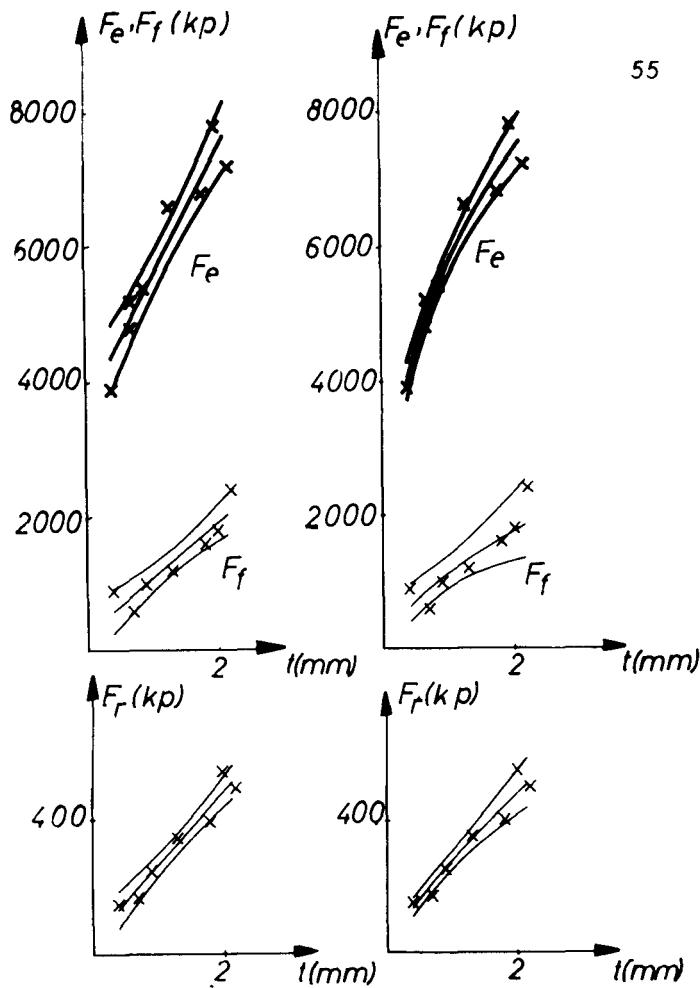 Fe, Ff (kp)
8000
6000
4000
2000
Fe
Ff
2
t(mm)
Fe, Ff (kp)
55
8000
6000
4000
2000
Fe
Ff
2
t(mm)
Fr (kp)
400
2
t(mm)
Fr (kp)
400
2
t(mm)